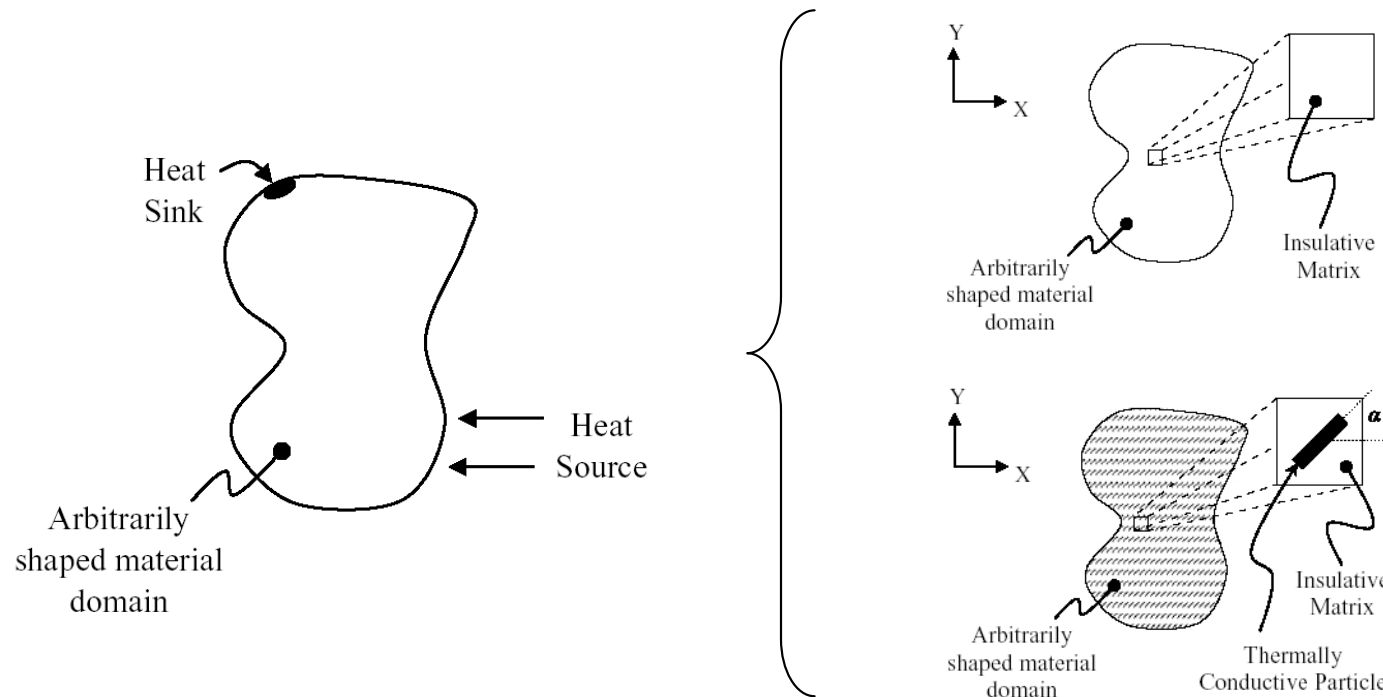 Heat
Sink
Heat
Source
Arbitrarily
shaped material
domain
Y
X
Insulative
Matrix
Arbitrarily
shaped material
domain
Y
X
α
Insulative
Matrix
Arbitrarily
shaped material
domain
Thermally
Conductive Particle